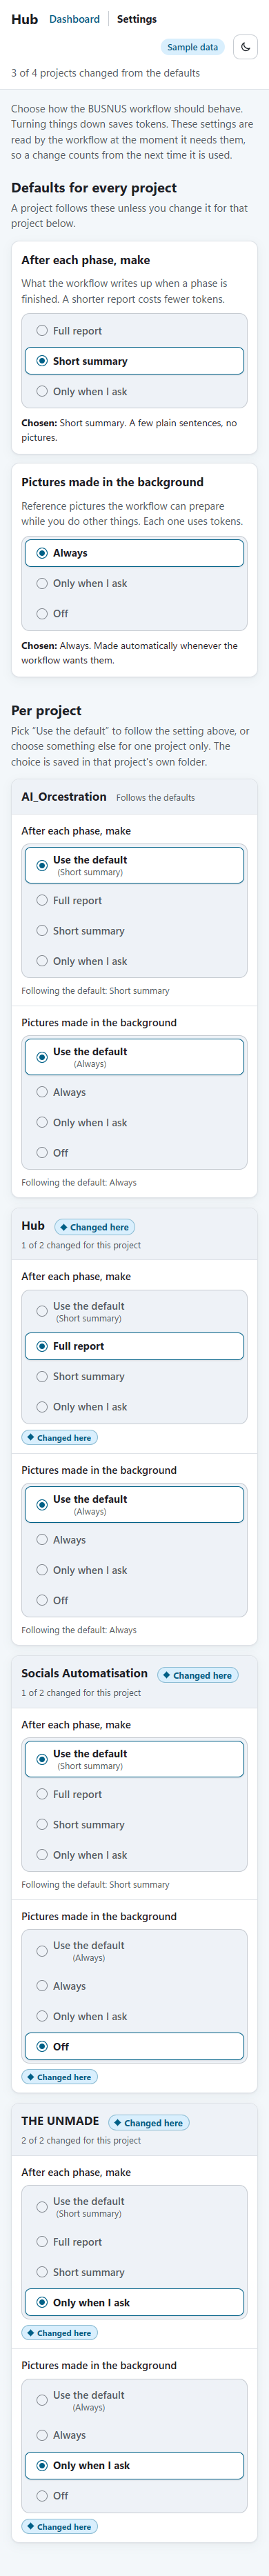 Hub Dashboard Settings
Sample data
3 of 4 projects changed from the defaults
Choose how the BUSNUS workflow should behave.
Turning things down saves tokens. These settings are
read by the workflow at the moment it needs them,
so a change counts from the next time it is used.
Defaults for every project
A project follows these unless you change it for that
project below.
After each phase, make
What the workflow writes up when a phase is
finished. A shorter report costs fewer tokens.
Full report
Short summary
Only when I ask
Chosen: Short summary. A few plain sentences, no
pictures.
Pictures made in the background
Reference pictures the workflow can prepare
while you do other things. Each one uses tokens.
Always
Only when I ask
Off
Chosen: Always. Made automatically whenever the
workflow wants them.
Per project
Pick “Use the default” to follow the setting above, or
choose something else for one project only. The
choice is saved in that project's own folder.
AI_Orcestration Follows the defaults
After each phase, make
Use the default
(Short summary)
Full report
Short summary
Only when I ask
Following the default: Short summary
Pictures made in the background
Use the default
(Always)
Always
Only when I ask
Off
Following the default: Always
Hub Changed here
1 of 2 changed for this project
After each phase, make
Use the default
(Short summary)
Full report
Short summary
Only when I ask
Changed here
Pictures made in the background
Use the default
(Always)
Always
Only when I ask
Off
Following the default: Always
Socials Automatisation Changed here
1 of 2 changed for this project
After each phase, make
Use the default
(Short summary)
Full report
Short summary
Only when I ask
Following the default: Short summary
Pictures made in the background
Use the default
(Always)
Always
Only when I ask
Off
Changed here
THE UNMADE Changed here
2 of 2 changed for this project
After each phase, make
Use the default
(Short summary)
Full report
Short summary
Only when I ask
Changed here
Pictures made in the background
Use the default
(Always)
Always
Only when I ask
Off
Changed here